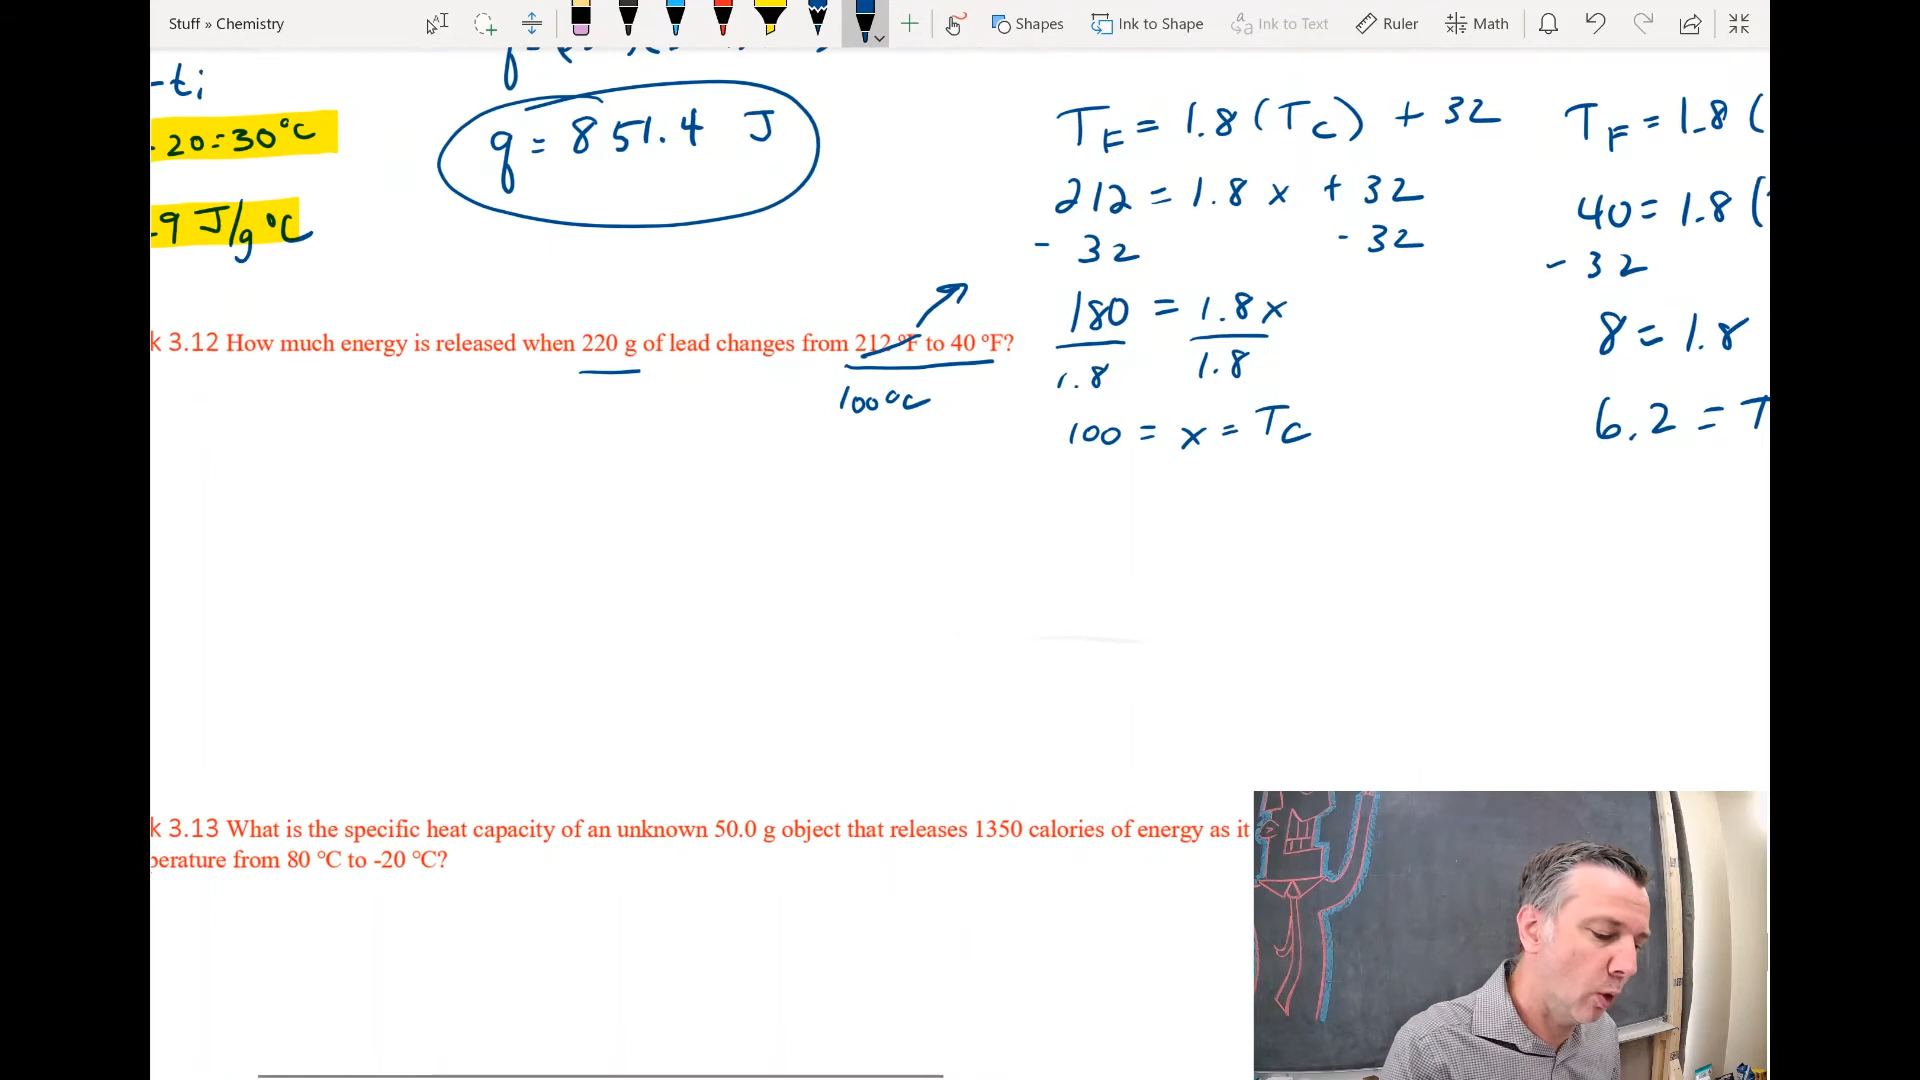 Stuff » Chemistry
Shapes
Ink to Shape
Ink to Text
Ruler
Math
-ti
20=30°C
q= 851.4 J
.9 J/g°C
k 3.12 How much energy is released when 220 g of lead changes from 212 °F to 40 °F?
100°C
TF = 1.8(Tc) + 32
212 = 1.8x + 32
- 32 - 32
180 = 1.8x
1.8 1.8
100 = x = Tc
TF = 1.8(
40 = 1.8(
- 32
8 = 1.8
6.2 = T
k 3.13 What is the specific heat capacity of an unknown 50.0 g object that releases 1350 calories of energy as it
perature from 80 °C to -20 °C?